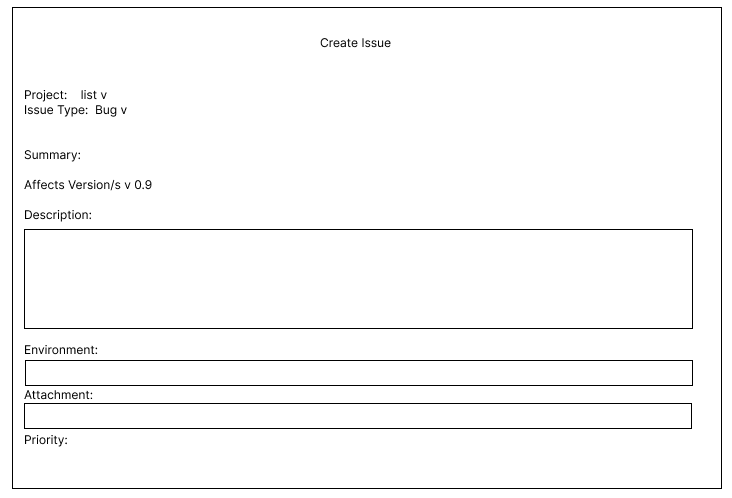 Create Issue
Project: list v
Issue Type: Bug v
Summary:
Affects Version/s v 0.9
Description:
Environment:
Attachment:
Priority: